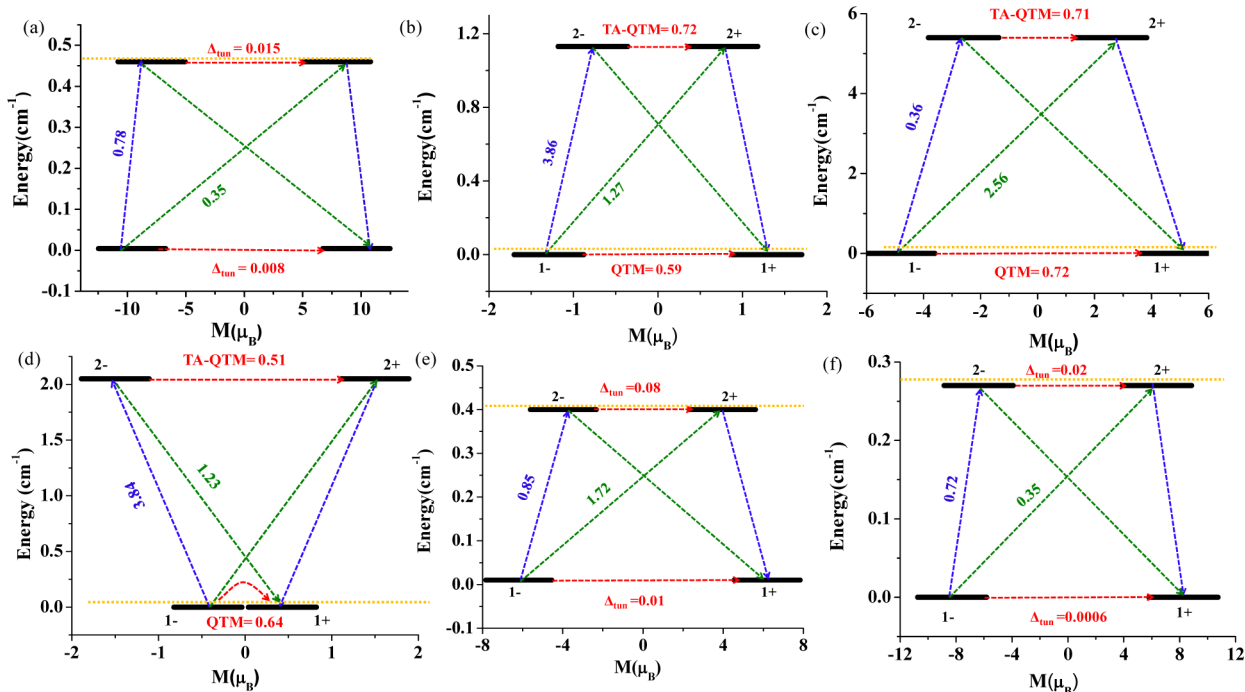 (a)
Energy(cm⁻¹)
0.5
0.4
0.3
0.2
0.1
0.0
-0.1
Δtun = 0.015
0.78
0.35
Δtun = 0.008
-10 -5 0 5 10
M(μB)
(b)
Energy(cm⁻¹)
1.2
0.8
0.4
0.0
TA-QTM= 0.72
2- 2+
3.86
1.27
1- 1+
QTM= 0.59
-2 -1 0 1 2
M(μB)
(c)
Energy(cm⁻¹)
6
4
2
0
TA-QTM= 0.71
2- 2+
0.36
2.56
1- 1+
QTM= 0.72
-6 -4 -2 0 2 4 6
M(μB)
(d)
Energy (cm⁻¹)
2.0
1.5
1.0
0.5
0.0
TA-QTM= 0.51
2- 2+
3.84
1.23
1- 1+
QTM= 0.64
-2 -1 0 1 2
M(μB)
(e)
Energy(cm⁻¹)
0.5
0.4
0.3
0.2
0.1
0.0
-0.1
Δtun =0.08
2- 2+
0.85
1.72
1- 1+
Δtun =0.01
-8 -4 0 4 8
M(μB)
(f)
Energy(cm⁻¹)
0.3
0.2
0.1
0.0
Δtun =0.02
2- 2+
0.72
0.35
1- 1+
Δtun =0.0006
-12 -8 -4 0 4 8 12
M(μB)